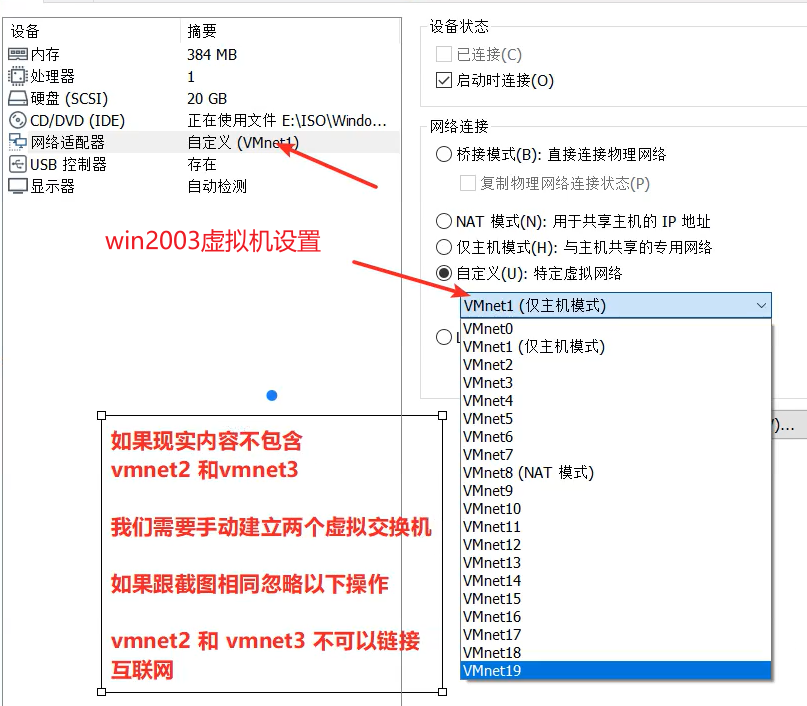 设备 摘要
内存 384 MB
处理器 1
硬盘 (SCSI) 20 GB
CD/DVD (IDE) 正在使用文件 E:\ISO\Windo...
网络适配器 自定义 (VMnet1)
USB 控制器 存在
显示器 自动检测
win2003虚拟机设置
如果现实内容不包含
vmnet2 和vmnet3
我们需要手动建立两个虚拟交换机
如果跟截图相同忽略以下操作
vmnet2 和 vmnet3 不可以链接
互联网
设备状态
已连接(C)
启动时连接(O)
网络连接
桥接模式(B): 直接连接物理网络
复制物理网络连接状态(P)
NAT 模式(N): 用于共享主机的 IP 地址
仅主机模式(H): 与主机共享的专用网络
自定义(U): 特定虚拟网络
VMnet1 (仅主机模式)
VMnet0
VMnet1 (仅主机模式)
VMnet2
VMnet3
VMnet4
VMnet5
VMnet6
VMnet7
VMnet8 (NAT 模式)
VMnet9
VMnet10
VMnet11
VMnet12
VMnet13
VMnet14
VMnet15
VMnet16
VMnet17
VMnet18
VMnet19